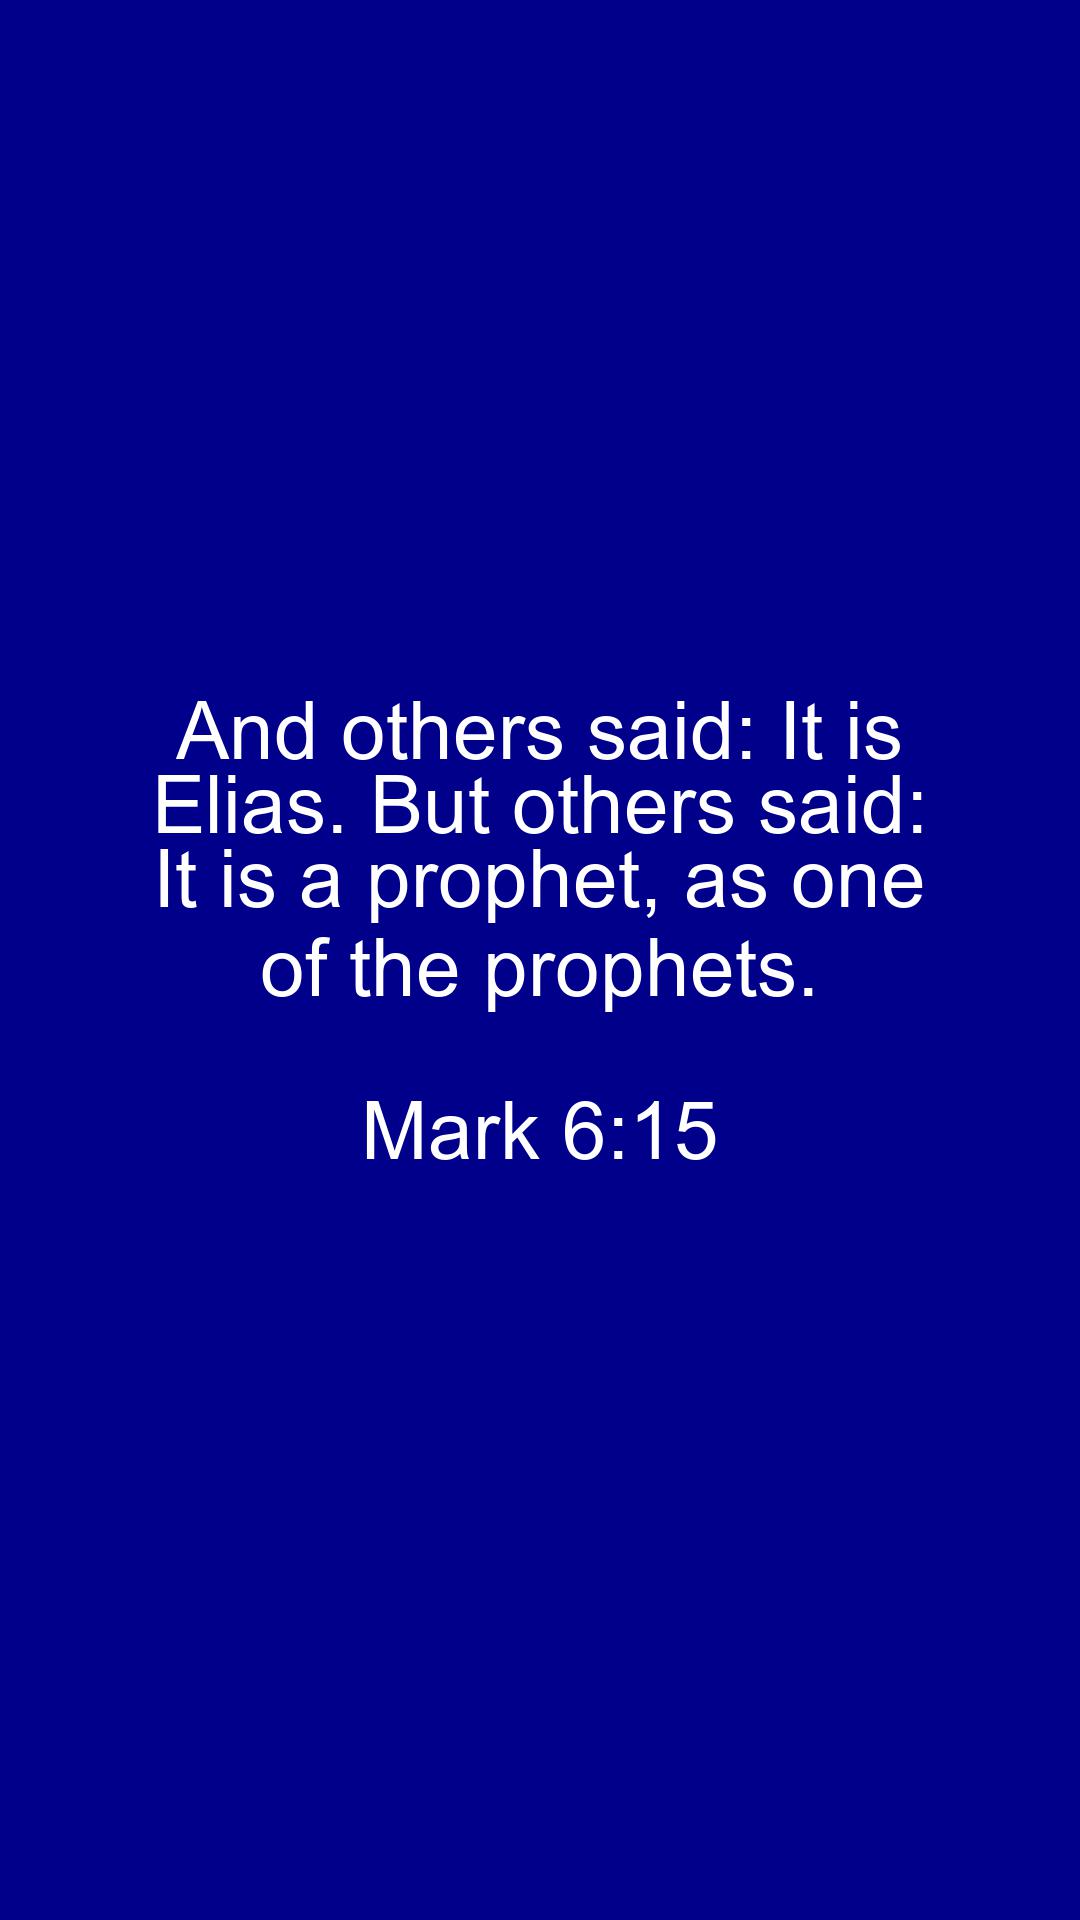 And others said: It is
Elias. But others said:
It is a prophet, as one
of the prophets.
Mark 6:15